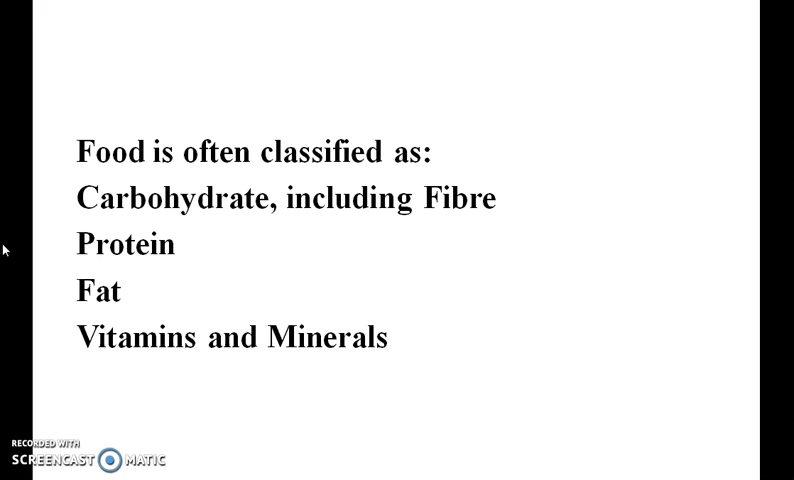 Food is often classified as:
Carbohydrate, including Fibre
Protein
Fat
Vitamins and Minerals
RECORDED WITH
SCREENCAST MATIC